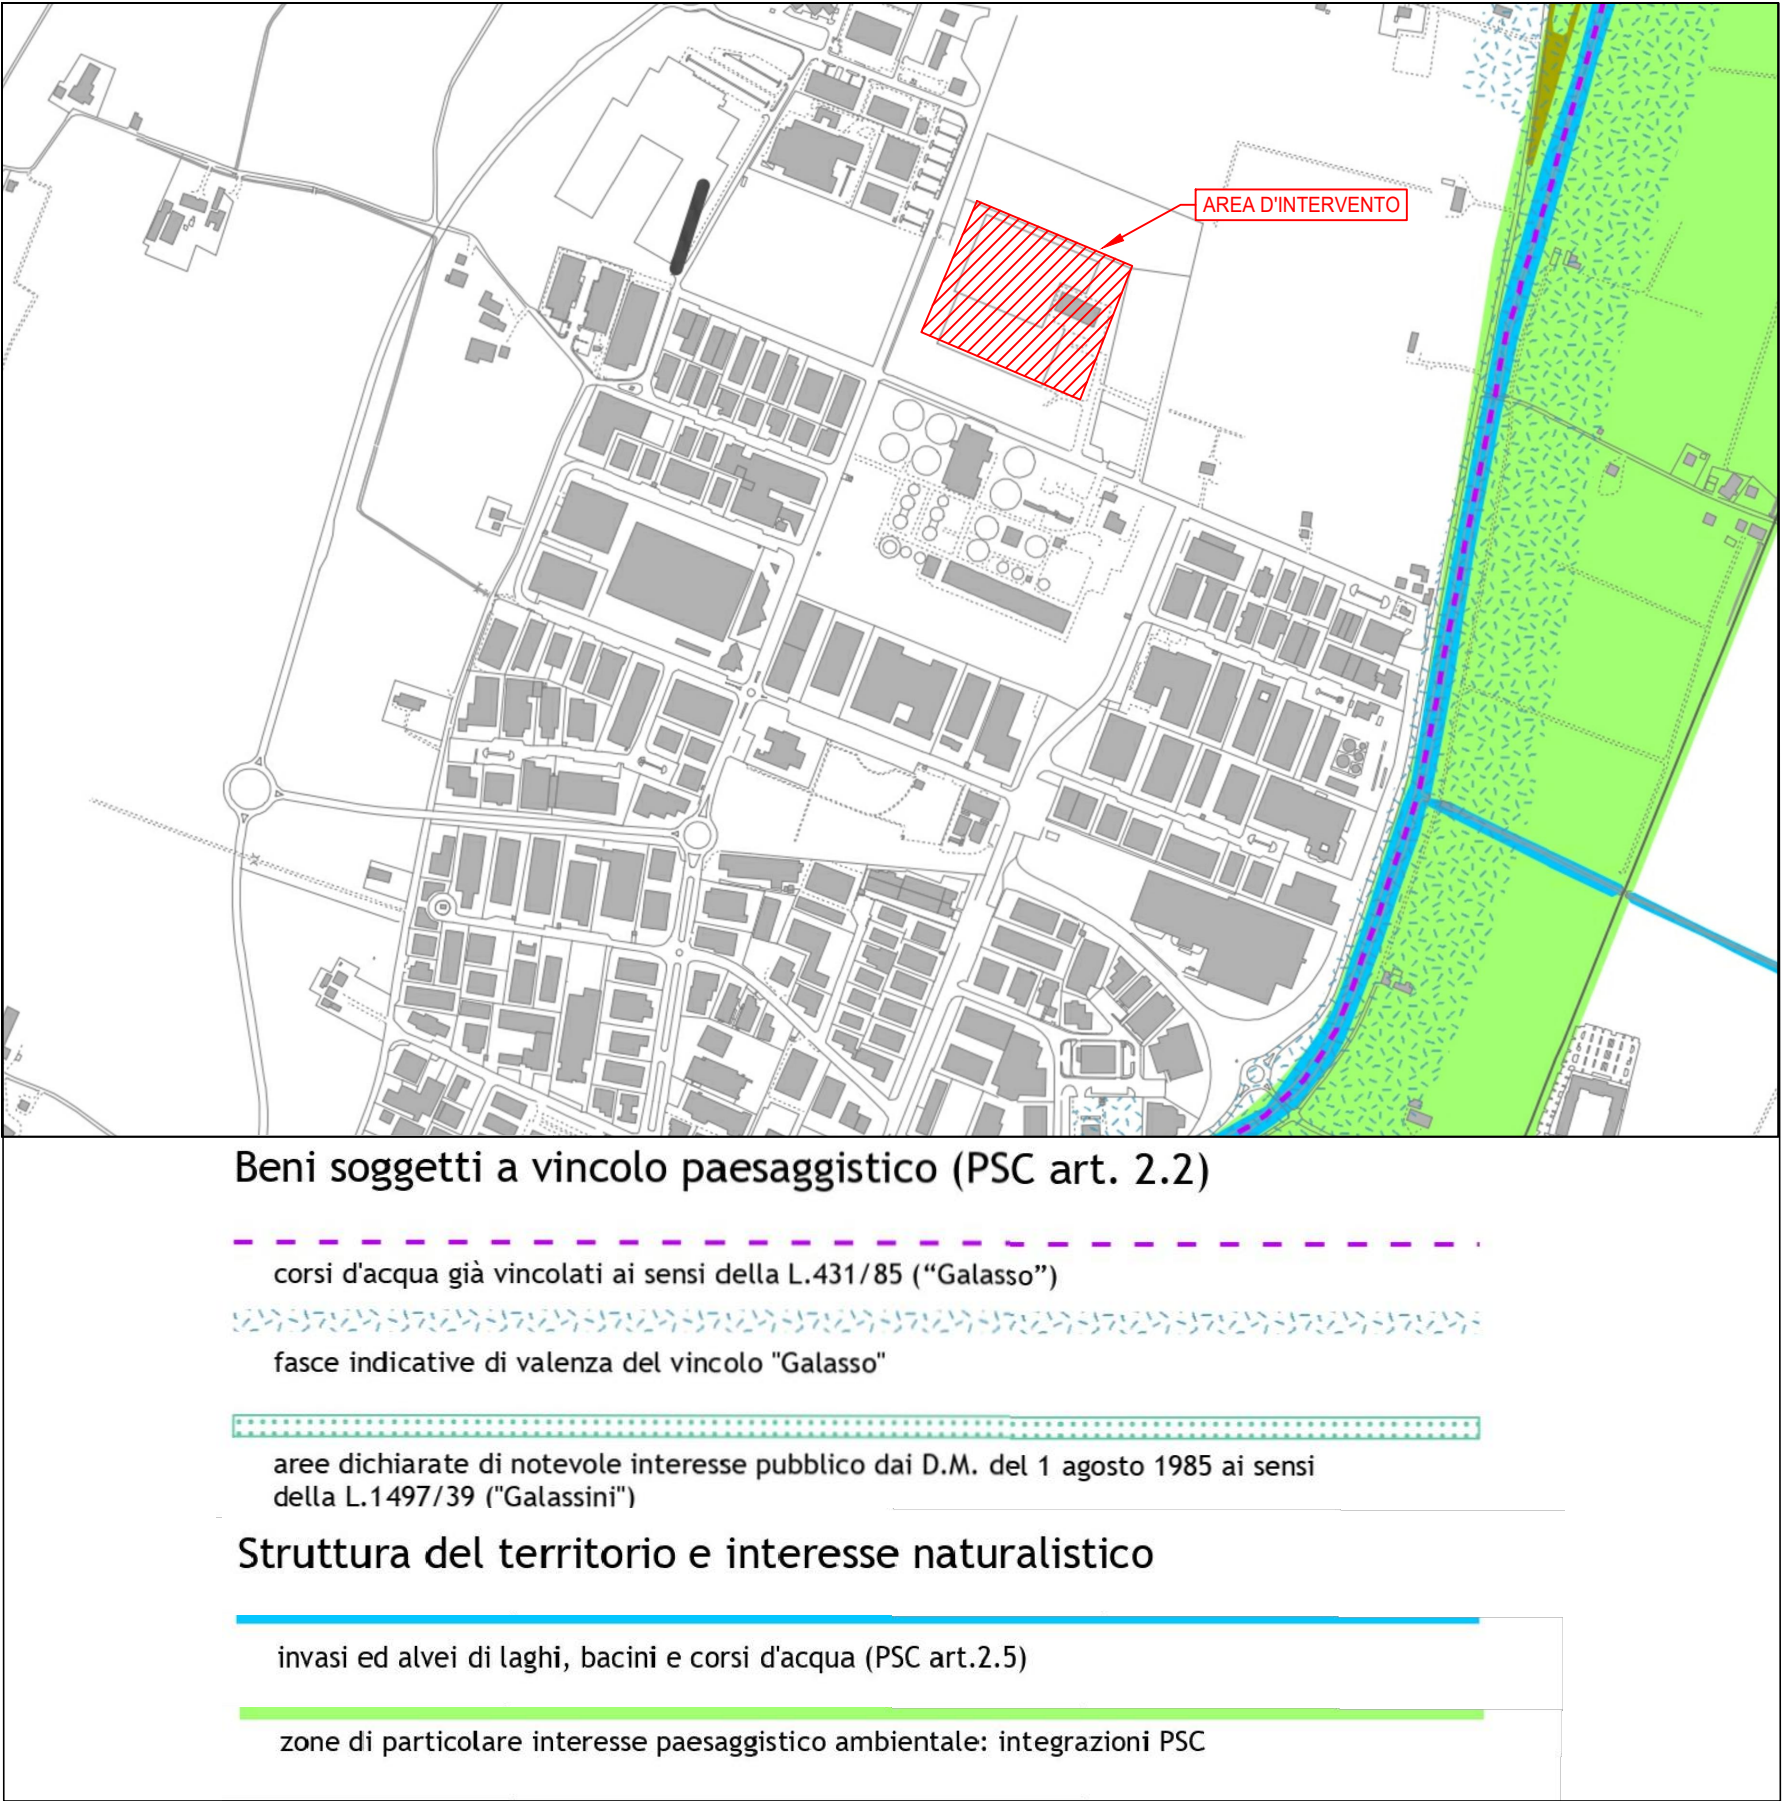 AREA D'INTERVENTO
Beni soggetti a vincolo paesaggistico (PSC art. 2.2)
corsi d'acqua già vincolati ai sensi della L.431/85 (“Galasso”)
fasce indicative di valenza del vincolo "Galasso"
aree dichiarate di notevole interesse pubblico dai D.M. del 1 agosto 1985 ai sensi
della L.1497/39 ("Galassini")
Struttura del territorio e interesse naturalistico
invasi ed alvei di laghi, bacini e corsi d'acqua (PSC art.2.5)
zone di particolare interesse paesaggistico ambientale: integrazioni PSC